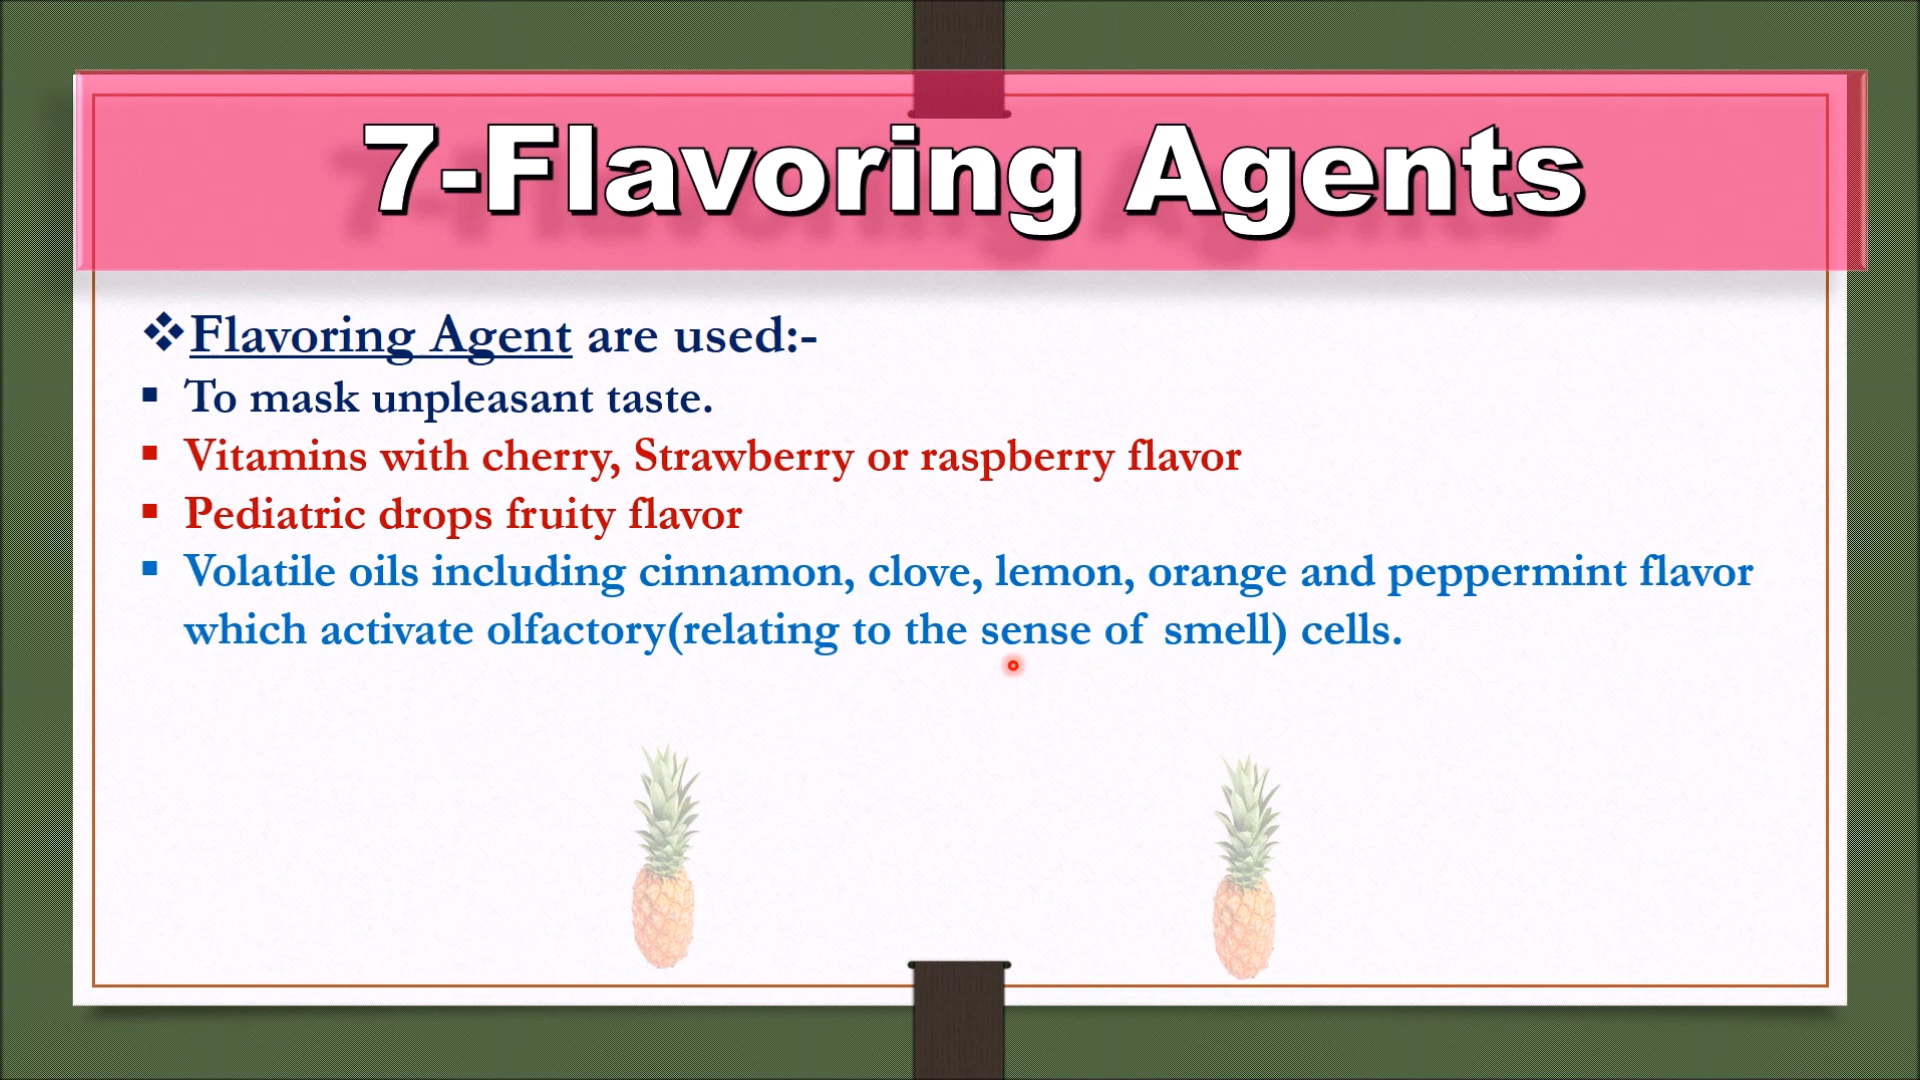 7-Flavoring Agents
❖Flavoring Agent are used:-
▪ To mask unpleasant taste.
▪ Vitamins with cherry, Strawberry or raspberry flavor
▪ Pediatric drops fruity flavor
▪ Volatile oils including cinnamon, clove, lemon, orange and peppermint flavor
which activate olfactory(relating to the sense of smell) cells.